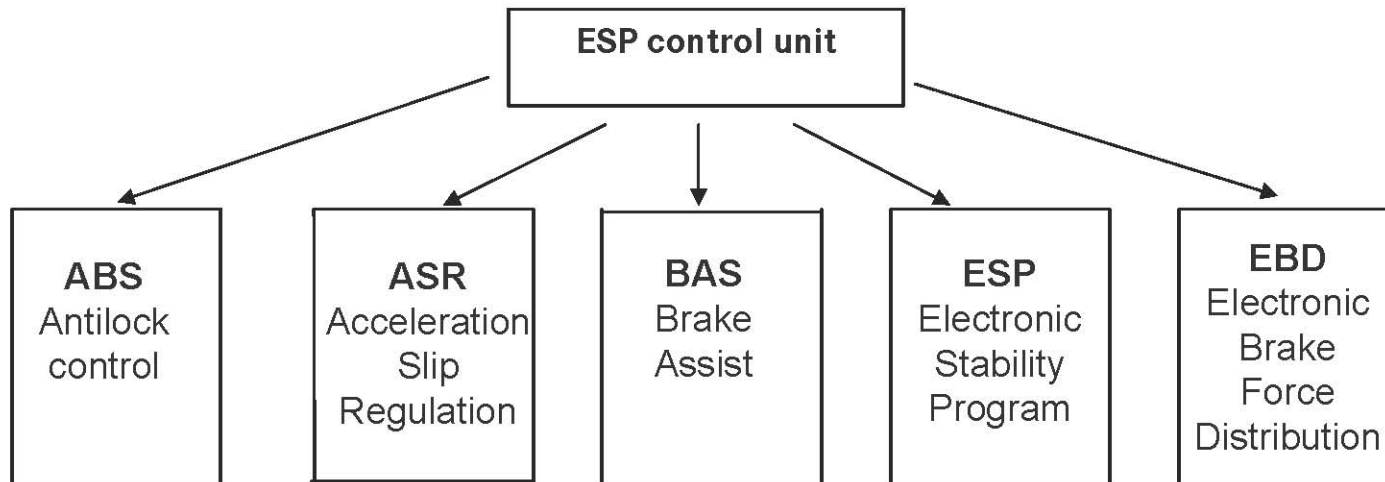 ESP control unit
ABS
Antilock
control
ASR
Acceleration
Slip
Regulation
BAS
Brake
Assist
ESP
Electronic
Stability
Program
EBD
Electronic
Brake
Force
Distribution